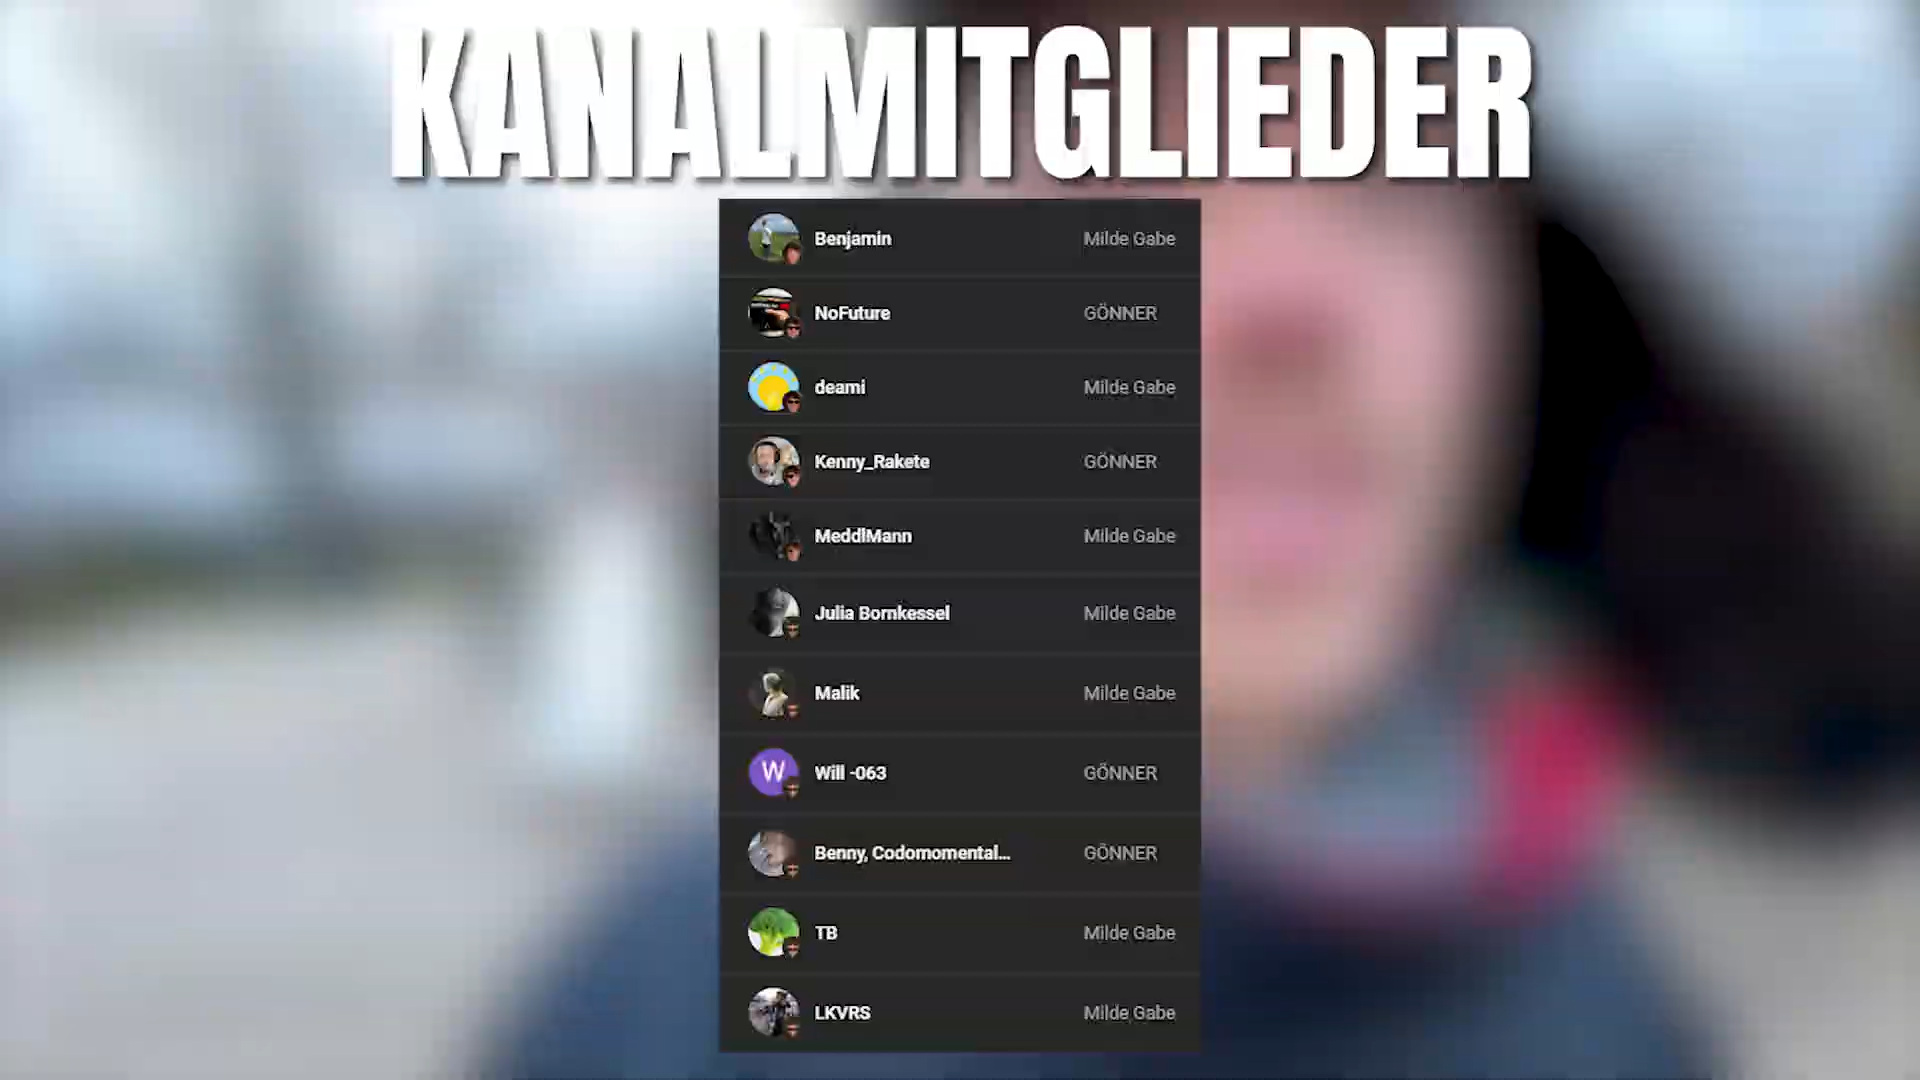 KANALMITGLIEDER
Benjamin Milde Gabe
NoFuture GÖNNER
deami Milde Gabe
Kenny_Rakete GÖNNER
MeddlMann Milde Gabe
Julia Bornkessel Milde Gabe
Malik Milde Gabe
W Will -063 GÖNNER
Benny, Codomomental... GÖNNER
TB Milde Gabe
LKVRS Milde Gabe